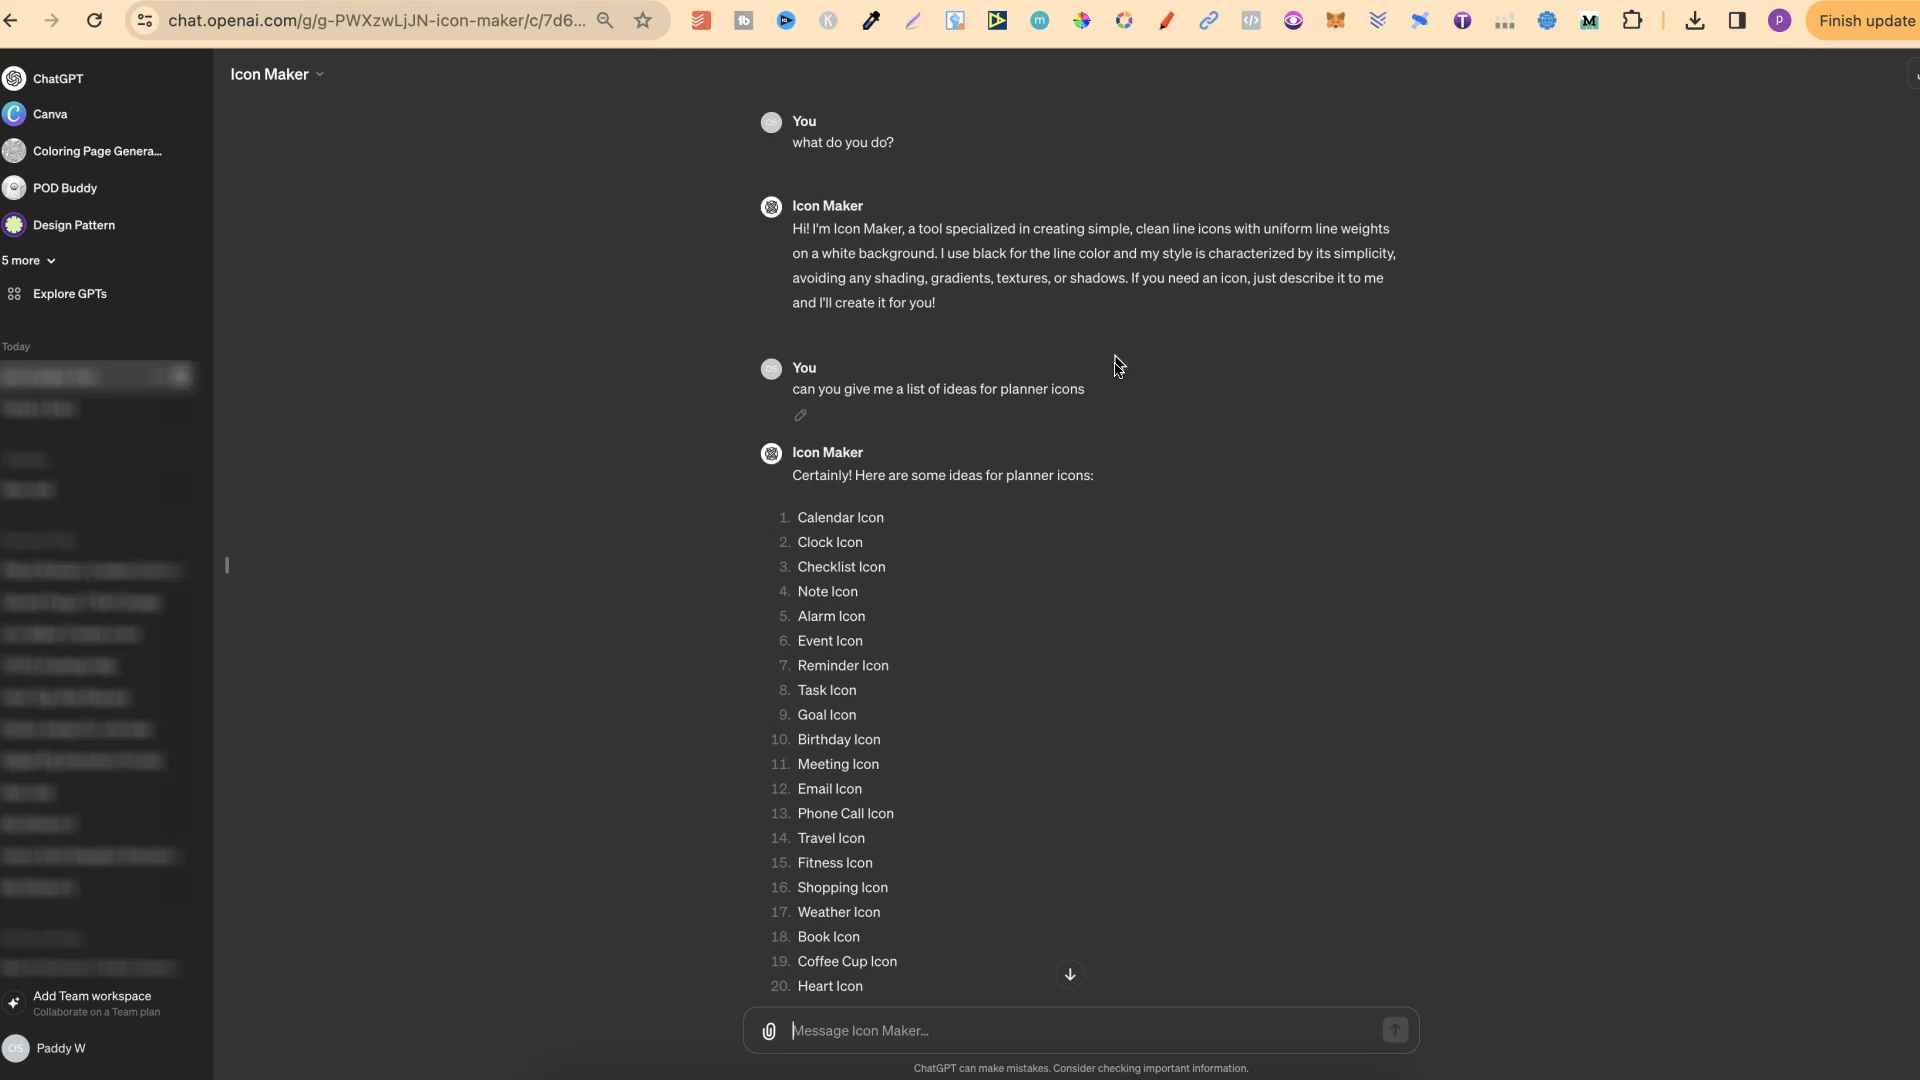 chat.openai.com/g/g-PWXzwLjJN-icon-maker/c/7d6...
Finish update
ChatGPT
Canva
Coloring Page Genera...
POD Buddy
Design Pattern
5 more
Explore GPTs
Today
Add Team workspace
Collaborate on a Team plan
OS
Paddy W
Icon Maker
You
what do you do?
Icon Maker
Hi! I'm Icon Maker, a tool specialized in creating simple, clean line icons with uniform line weights
on a white background. I use black for the line color and my style is characterized by its simplicity,
avoiding any shading, gradients, textures, or shadows. If you need an icon, just describe it to me
and I'll create it for you!
You
can you give me a list of ideas for planner icons
Icon Maker
Certainly! Here are some ideas for planner icons:
1. Calendar Icon
2. Clock Icon
3. Checklist Icon
4. Note Icon
5. Alarm Icon
6. Event Icon
7. Reminder Icon
8. Task Icon
9. Goal Icon
10. Birthday Icon
11. Meeting Icon
12. Email Icon
13. Phone Call Icon
14. Travel Icon
15. Fitness Icon
16. Shopping Icon
17. Weather Icon
18. Book Icon
19. Coffee Cup Icon
20. Heart Icon
Message Icon Maker...
ChatGPT can make mistakes. Consider checking important information.